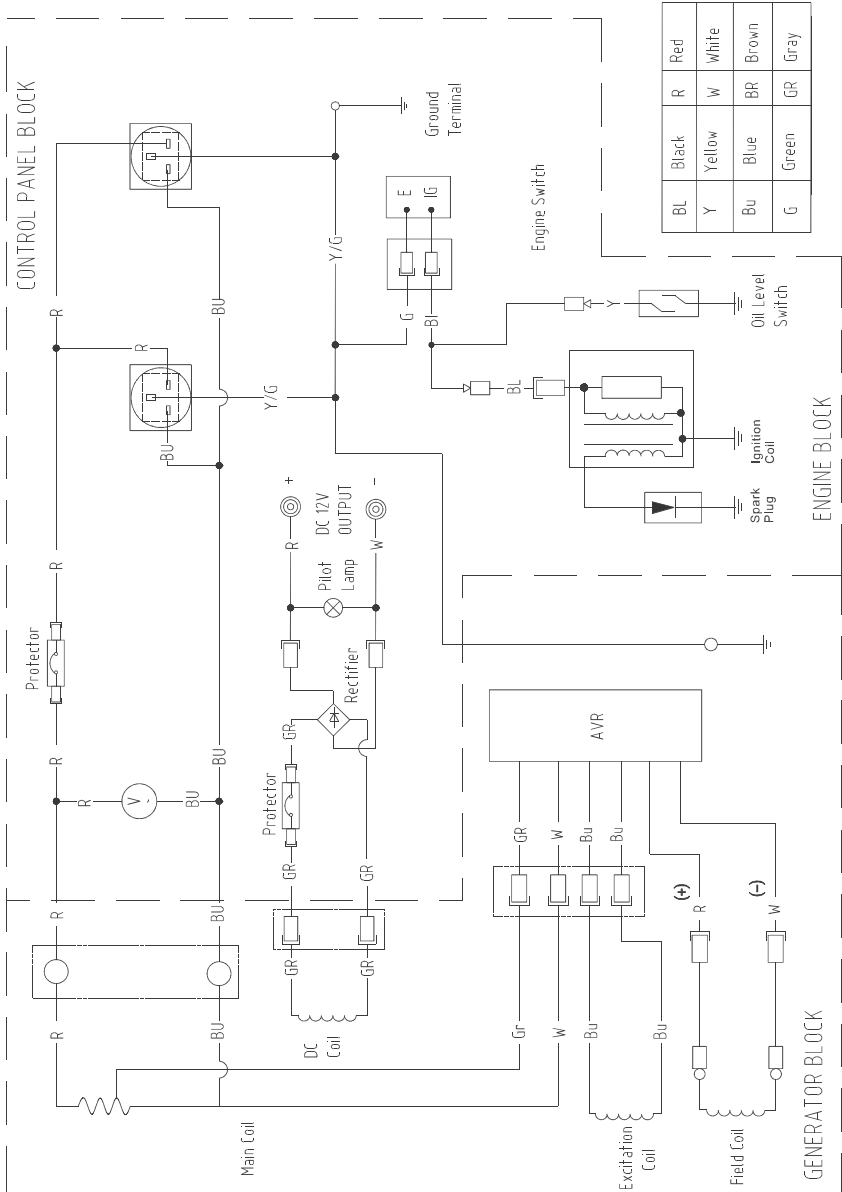 CONTROL PANEL BLOCK
R
R
R
R
R
R
R
BU
BU
BU
BU
BU
BU
V
~
Protector
Y/G
Y/G
Ground
Terminal
E
IG
G
Bl
Engine Switch
Y
Oil Level
Switch
BL
Ignition
Coil
Spark
Plug
ENGINE BLOCK
+
-
DC 12V
OUTPUT
R
W
Pilot
Lamp
Rectifier
GR
Protector
GR
GR
GR
GR
DC
Coil
Main Coil
AVR
GR
W
Bu
Bu
Gr
W
Bu
Bu
Excitation
Coil
(+)
R
(-)
W
Field Coil
GENERATOR BLOCK
BL Black R Red
Y Yellow W White
Bu Blue BR Brown
G Green GR Gray